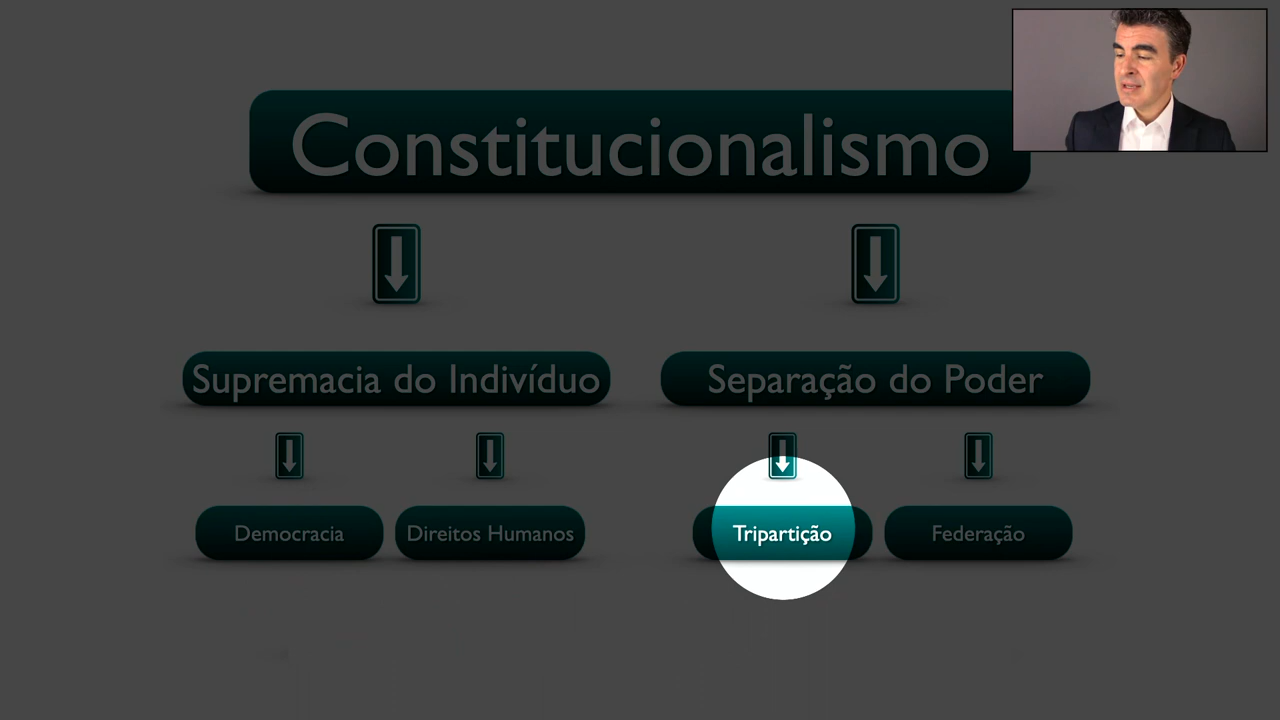 Constitucionalismo
Supremacia do Indivíduo
Separação do Poder
Democracia
Direitos Humanos
Tripartição
Federação